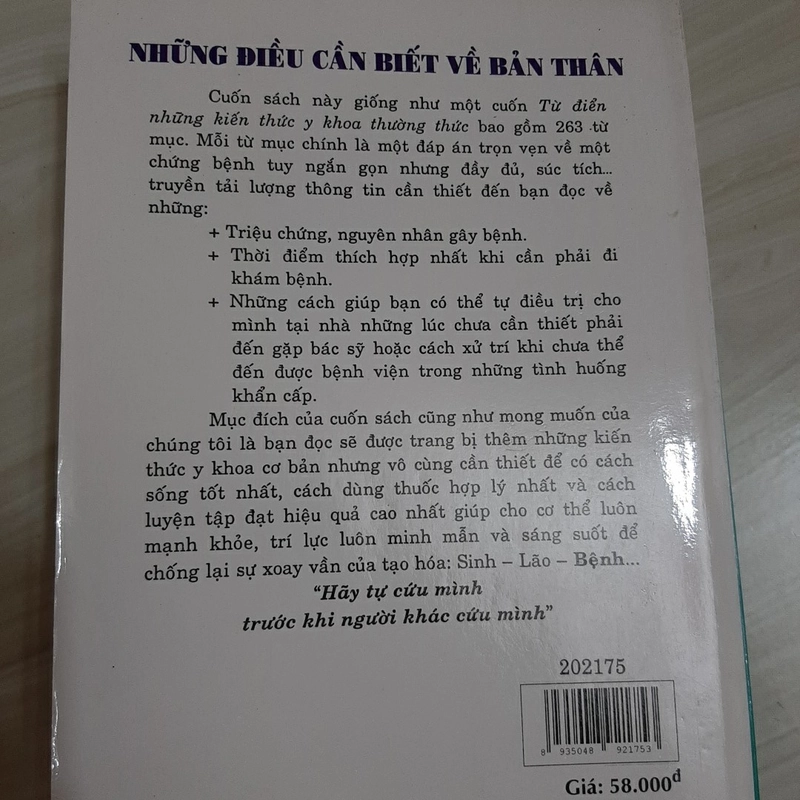 NHỮNG ĐIỀU CẦN BIẾT VỀ BẢN THÂN
Cuốn sách này giống như một cuốn Từ điển
những kiến thức y khoa thường thức bao gồm 263 từ
mục. Mỗi từ mục chính là một đáp án trọn vẹn về một
chứng bệnh tuy ngắn gọn nhưng đầy đủ, súc tích...
truyền tải lượng thông tin cần thiết đến bạn đọc về
những:
+ Triệu chứng, nguyên nhân gây bệnh.
+ Thời điểm thích hợp nhất khi cần phải đi
khám bệnh.
+ Những cách giúp bạn có thể tự điều trị cho
mình tại nhà những lúc chưa cần thiết phải
đến gặp bác sỹ hoặc cách xử trí khi chưa thể
đến được bệnh viện trong những tình huống
khẩn cấp.
Mục đích của cuốn sách cũng như mong muốn của
chúng tôi là bạn đọc sẽ được trang bị thêm những kiến
thức y khoa cơ bản nhưng vô cùng cần thiết để có cách
sống tốt nhất, cách dùng thuốc hợp lý nhất và cách
luyện tập đạt hiệu quả cao nhất giúp cho cơ thể luôn
mạnh khỏe, trí lực luôn minh mẫn và sáng suốt để
chống lại sự xoay vần của tạo hóa: Sinh – Lão – Bệnh...
“Hãy tự cứu mình
trước khi người khác cứu mình”
202175
8 935048 921753
Giá: 58.000đ